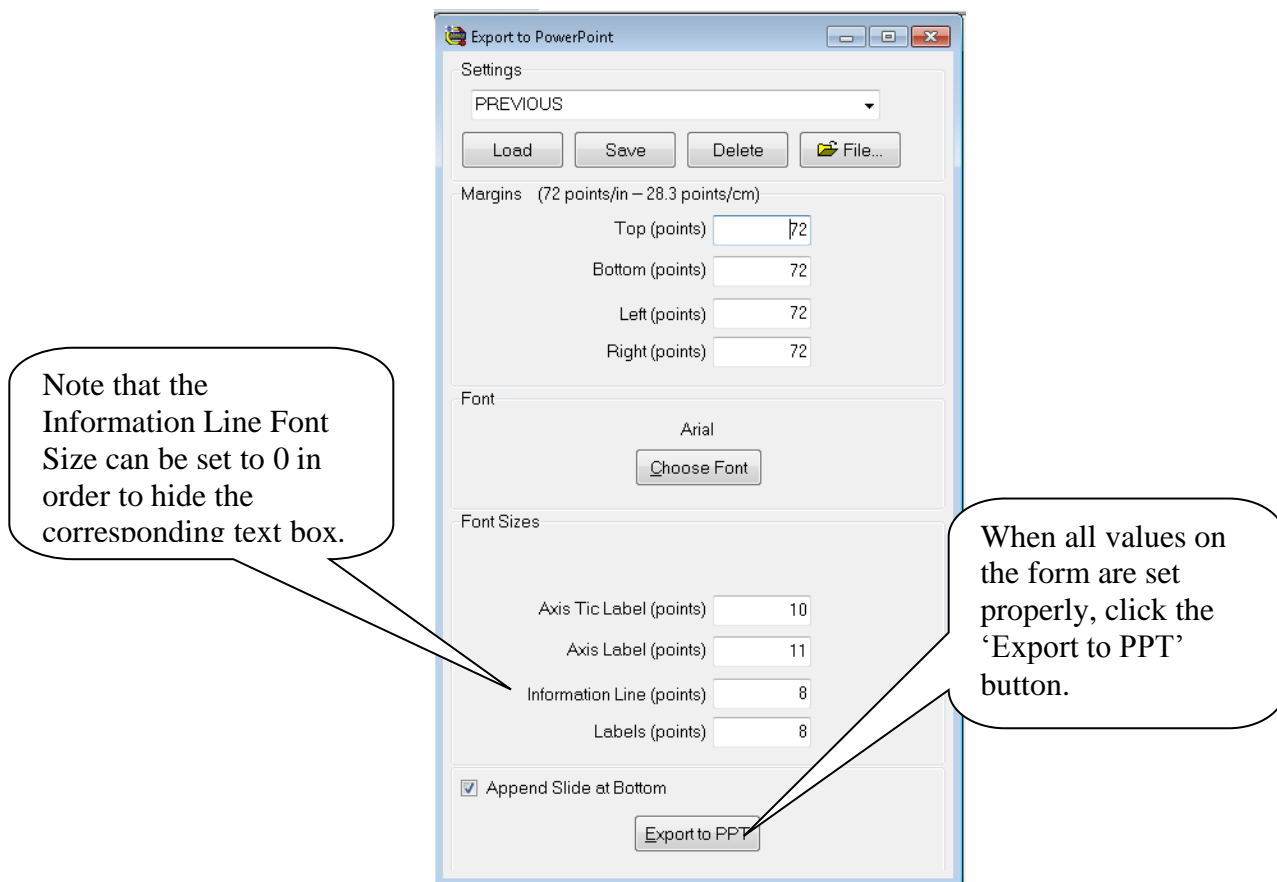 Export to PowerPoint
Settings
PREVIOUS
Load Save Delete File...
Margins (72 points/in – 28.3 points/cm)
Top (points) 72
Bottom (points) 72
Left (points) 72
Right (points) 72
Font
Arial
Choose Font
Font Sizes
Axis Tic Label (points) 10
Axis Label (points) 11
Information Line (points) 8
Labels (points) 8
Append Slide at Bottom
Export to PPT
Note that the
Information Line Font
Size can be set to 0 in
order to hide the
corresponding text box.
When all values on
the form are set
properly, click the
‘Export to PPT’
button.